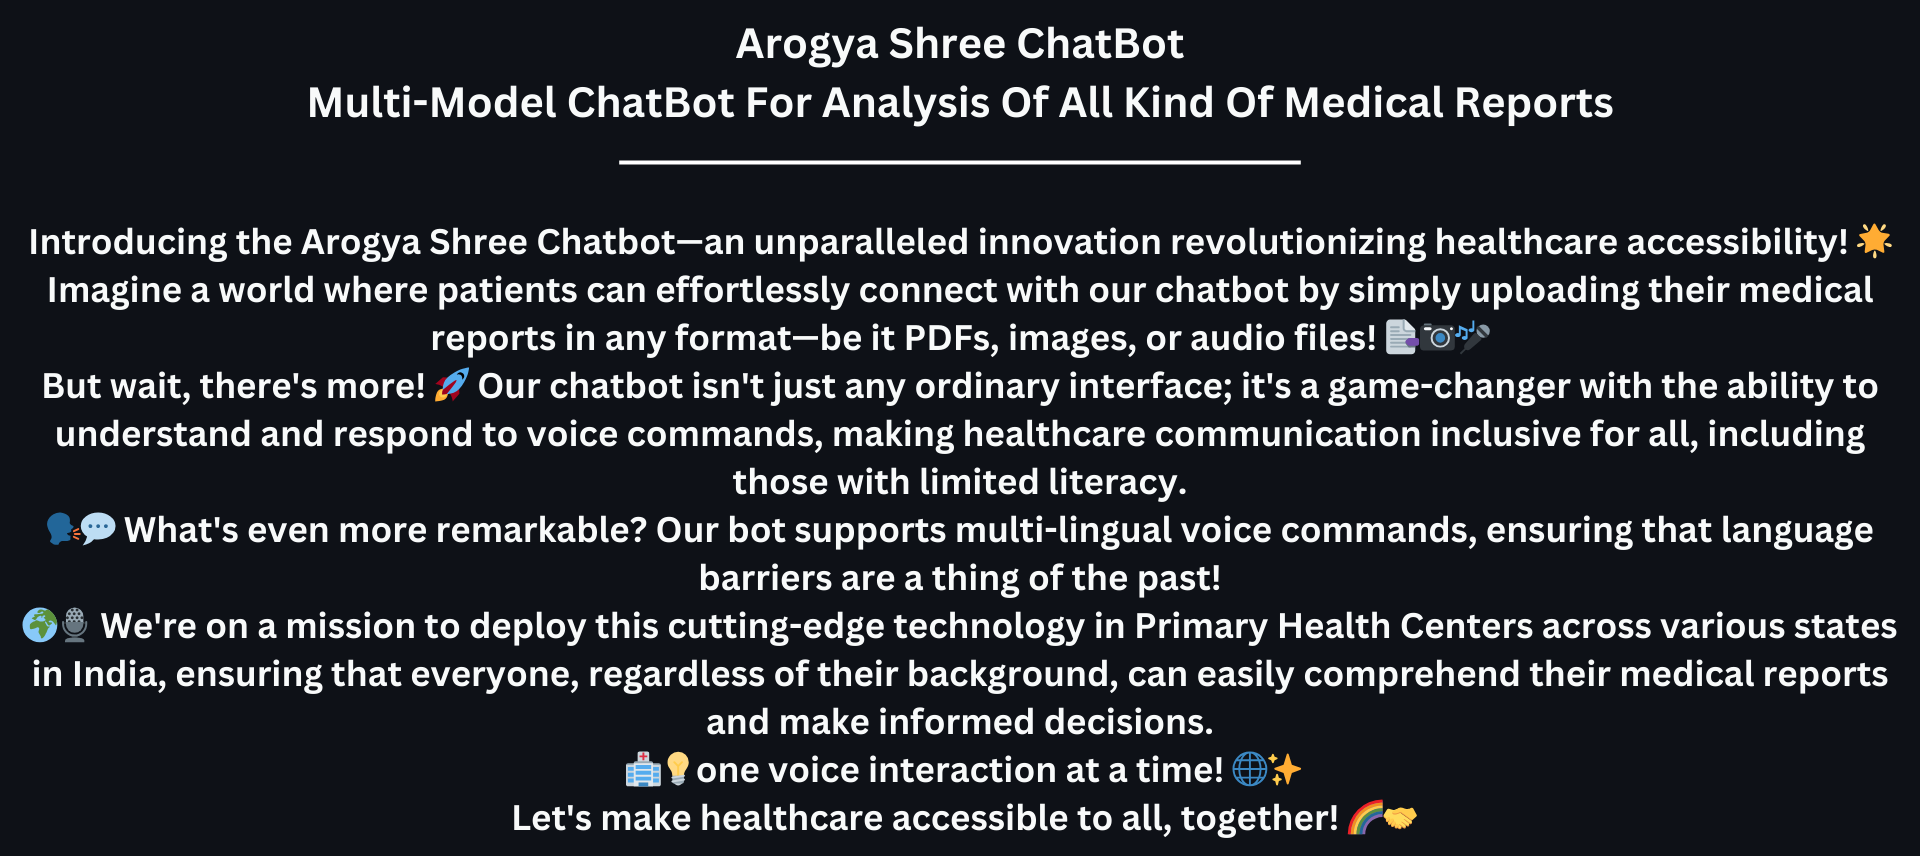 Arogya Shree ChatBot
Multi-Model ChatBot For Analysis Of All Kind Of Medical Reports
Introducing the Arogya Shree Chatbot—an unparalleled innovation revolutionizing healthcare accessibility! 🌟
Imagine a world where patients can effortlessly connect with our chatbot by simply uploading their medical
reports in any format—be it PDFs, images, or audio files! 📄📷🎤
But wait, there's more! 🚀 Our chatbot isn't just any ordinary interface; it's a game-changer with the ability to
understand and respond to voice commands, making healthcare communication inclusive for all, including
those with limited literacy.
🗣️💬 What's even more remarkable? Our bot supports multi-lingual voice commands, ensuring that language
barriers are a thing of the past!
🌍🎙️ We're on a mission to deploy this cutting-edge technology in Primary Health Centers across various states
in India, ensuring that everyone, regardless of their background, can easily comprehend their medical reports
and make informed decisions.
🏥💡one voice interaction at a time! 🌐✨
Let's make healthcare accessible to all, together! 🌈🤝